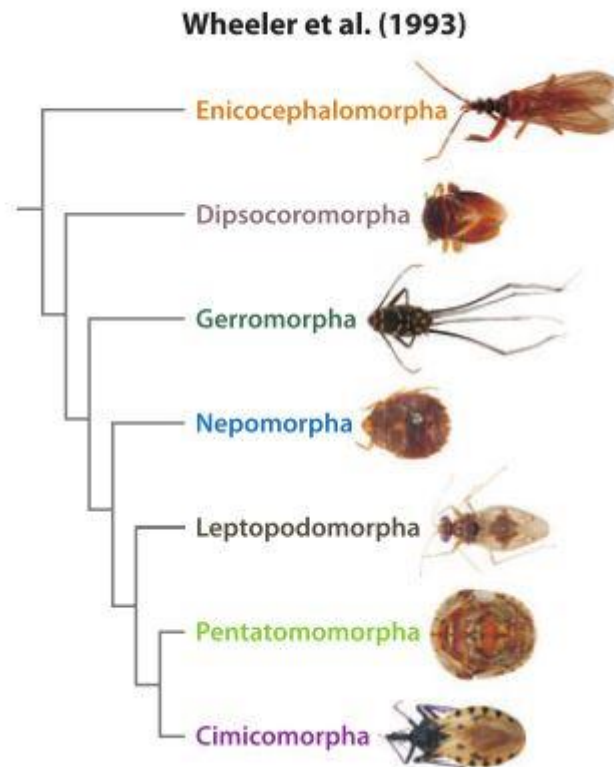 Wheeler et al. (1993)
Enicocephalomorpha
Dipsocoromorpha
Gerromorpha
Nepomorpha
Leptopodomorpha
Pentatomomorpha
Cimicomorpha